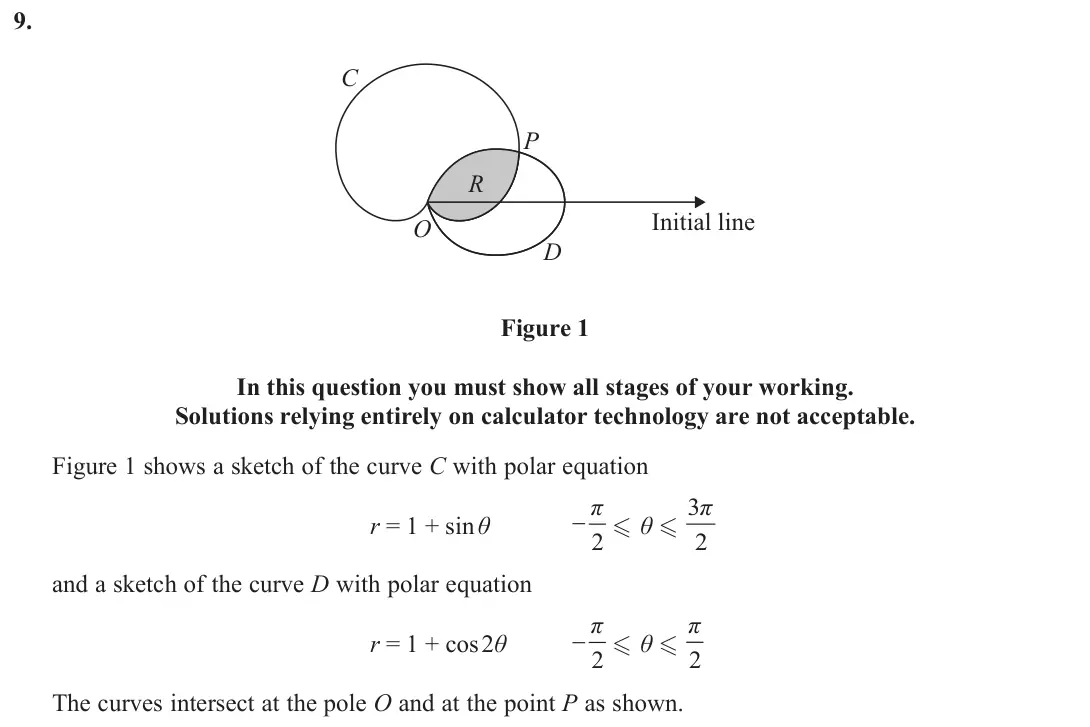 9.
C
P
R
O
Initial line
D
Figure 1
In this question you must show all stages of your working.
Solutions relying entirely on calculator technology are not acceptable.
Figure 1 shows a sketch of the curve C with polar equation
r = 1 + sinθ    −π/2 ⩽ θ ⩽ 3π/2
and a sketch of the curve D with polar equation
r = 1 + cos2θ    −π/2 ⩽ θ ⩽ π/2
The curves intersect at the pole O and at the point P as shown.